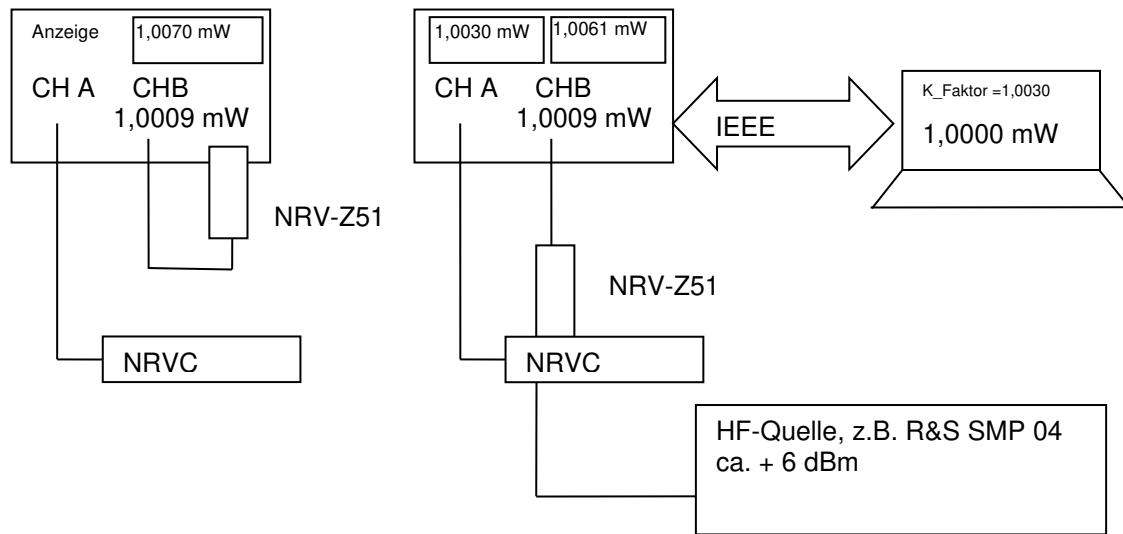 Anzeige
1,0070 mW
CH A
CHB
1,0009 mW
NRV-Z51
NRVC
1,0030 mW
1,0061 mW
CH A
CHB
1,0009 mW
IEEE
K_Faktor =1,0030
1,0000 mW
NRV-Z51
NRVC
HF-Quelle, z.B. R&S SMP 04
ca. + 6 dBm